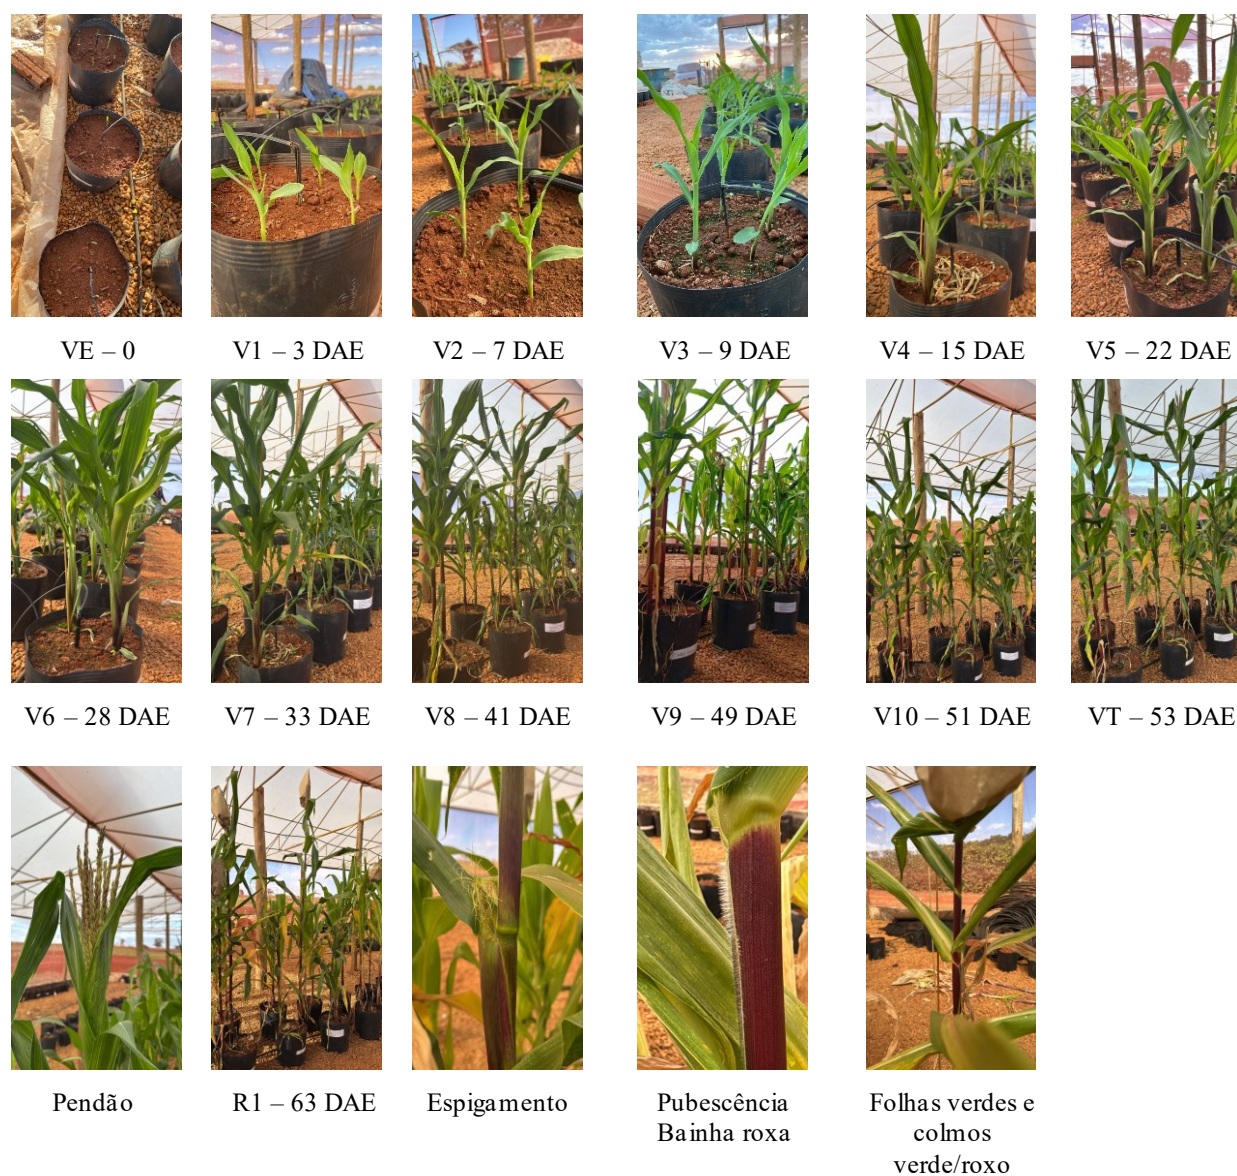 VE – 0
V1 – 3 DAE
V2 – 7 DAE
V3 – 9 DAE
V4 – 15 DAE
V5 – 22 DAE
V6 – 28 DAE
V7 – 33 DAE
V8 – 41 DAE
V9 – 49 DAE
V10 – 51 DAE
VT – 53 DAE
Pendão
R1 – 63 DAE
Espigamento
Pubescência
Bainha roxa
Folhas verdes e
colmos
verde/roxo